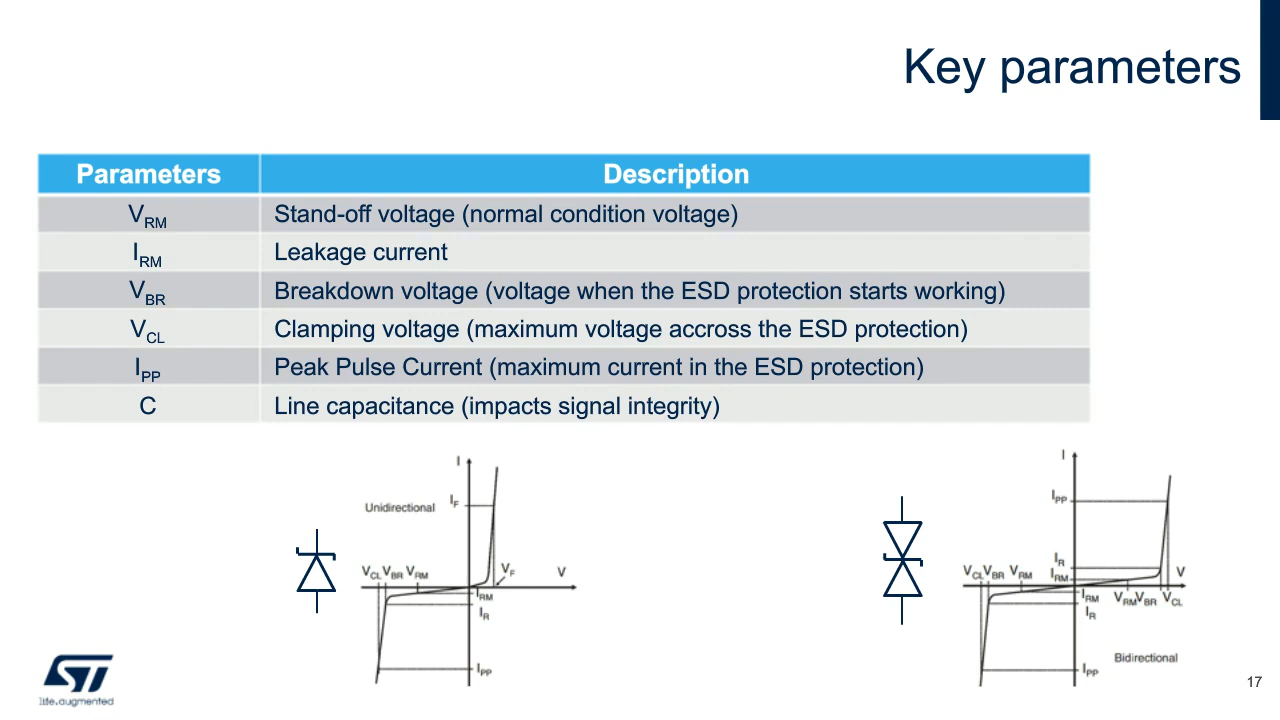 Key parameters
Parameters Description
VRM Stand-off voltage (normal condition voltage)
IRM Leakage current
VBR Breakdown voltage (voltage when the ESD protection starts working)
VCL Clamping voltage (maximum voltage accross the ESD protection)
IPP Peak Pulse Current (maximum current in the ESD protection)
C Line capacitance (impacts signal integrity)
I
IF
Unidirectional
VCL VBR VRM
VF
V
IRM
IR
IPP
I
IPP
IR
IRM
VCL VBR VRM
V
IRM
VRM VBR VCL
IR
Bidirectional
IPP
ST
life.augmented
17